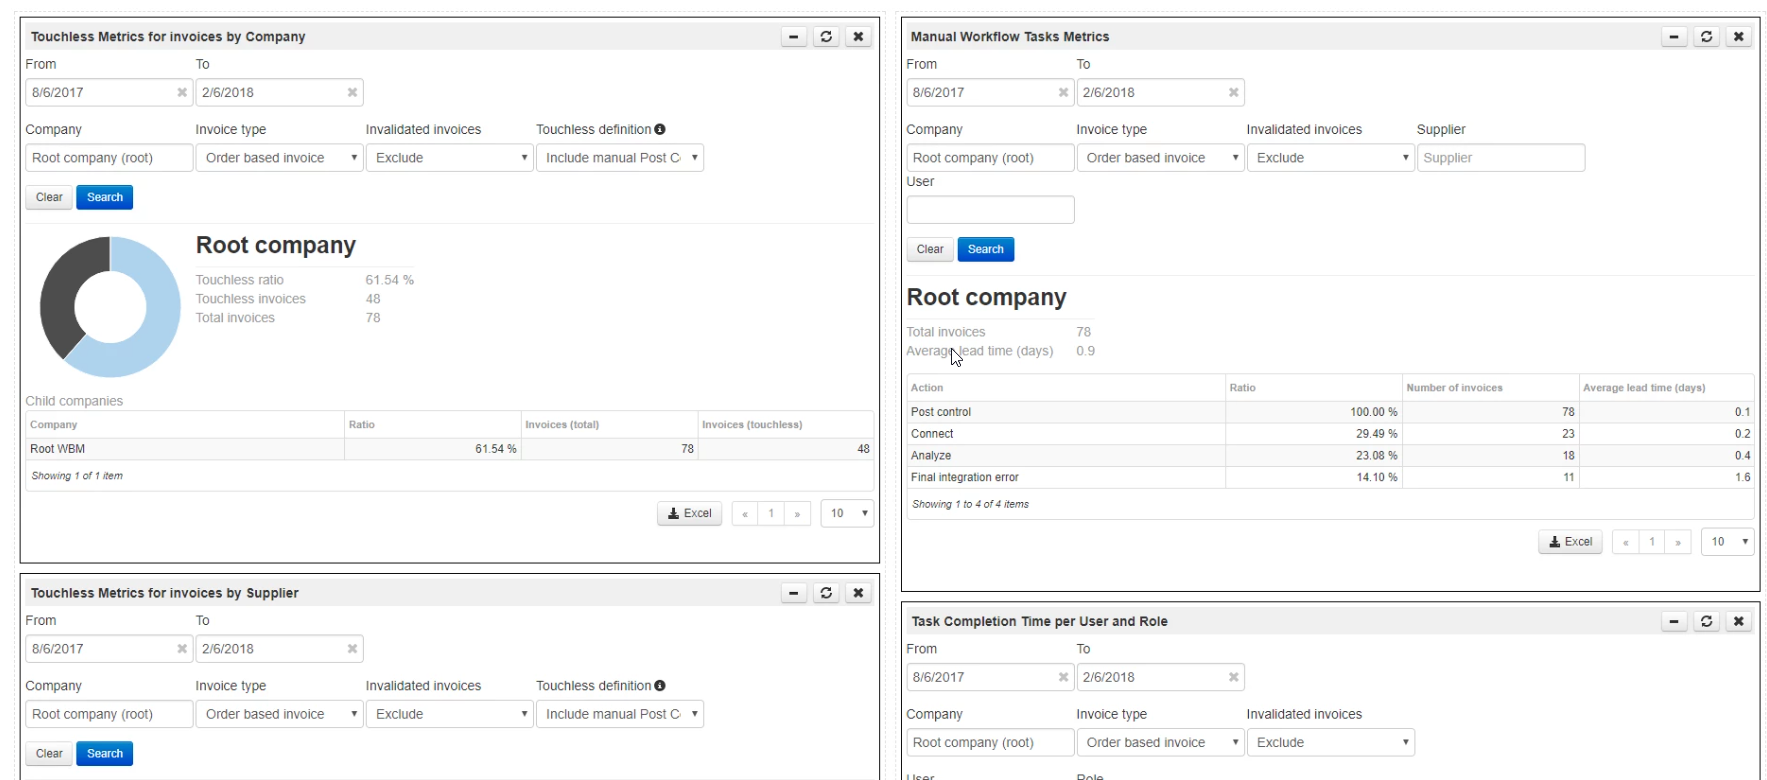 Touchless Metrics for invoices by Company
From To
8/6/2017 2/6/2018
Company Invoice type Invalidated invoices Touchless definition
Root company (root) Order based invoice Exclude Include manual Post C
Clear Search
Root company
Touchless ratio 61.54 %
Touchless invoices 48
Total invoices 78
Child companies
Company Ratio Invoices (total) Invoices (touchless)
Root WBM 61.54 % 78 48
Showing 1 of 1 item
Excel « 1 » 10
Touchless Metrics for invoices by Supplier
From To
8/6/2017 2/6/2018
Company Invoice type Invalidated invoices Touchless definition
Root company (root) Order based invoice Exclude Include manual Post C
Clear Search
Manual Workflow Tasks Metrics
From To
8/6/2017 2/6/2018
Company Invoice type Invalidated invoices Supplier
Root company (root) Order based invoice Exclude Supplier
User
Clear Search
Root company
Total invoices 78
Average lead time (days) 0.9
Action Ratio Number of invoices Average lead time (days)
Post control 100.00 % 78 0.1
Connect 29.49 % 23 0.2
Analyze 23.08 % 18 0.4
Final integration error 14.10 % 11 1.6
Showing 1 to 4 of 4 items
Excel « 1 » 10
Task Completion Time per User and Role
From To
8/6/2017 2/6/2018
Company Invoice type Invalidated invoices
Root company (root) Order based invoice Exclude
User Role